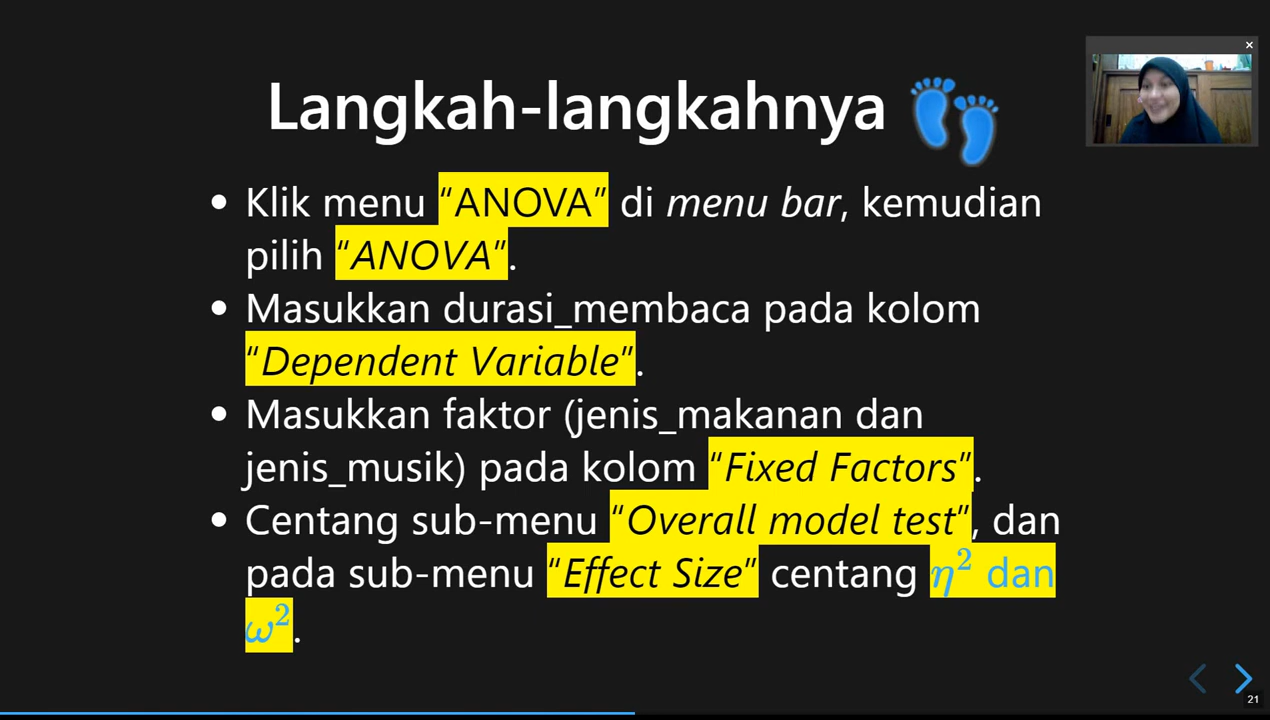 Langkah-langkahnya
Klik menu “ANOVA” di menu bar, kemudian
pilih “ANOVA”.
Masukkan durasi_membaca pada kolom
“Dependent Variable”.
Masukkan faktor (jenis_makanan dan
jenis_musik) pada kolom “Fixed Factors”.
Centang sub-menu “Overall model test”, dan
pada sub-menu “Effect Size” centang η² dan
ω².
21